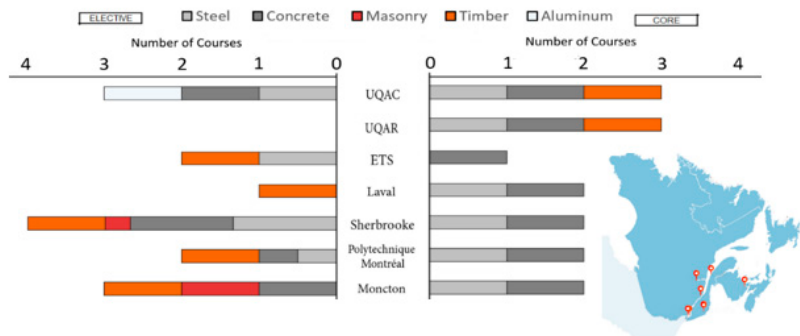 ELECTIVE Steel Concrete Masonry Timber Aluminum CORE
Number of Courses Number of Courses
4 3 2 1 0 0 1 2 3 4
UQAC
UQAR
ETS
Laval
Sherbrooke
Polytechnique
Montréal
Moncton